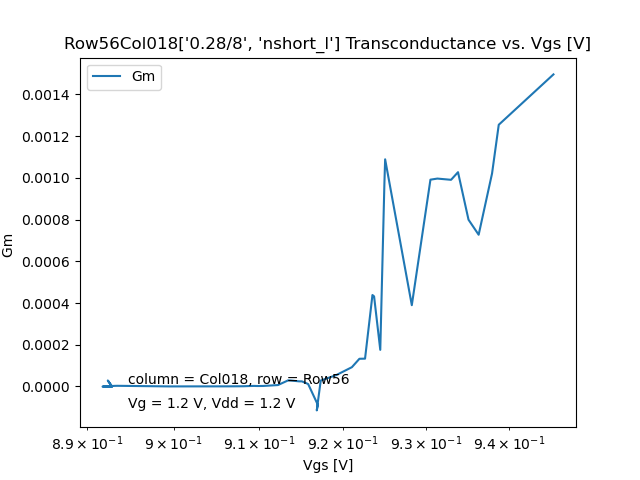 Row56Col018['0.28/8', 'nshort_l'] Transconductance vs. Vgs [V]
Gm
0.0014
0.0012
0.0010
0.0008
0.0006
0.0004
0.0002
0.0000
Gm
column = Col018, row = Row56
Vg = 1.2 V, Vdd = 1.2 V
8.9 × 10⁻¹ 9 × 10⁻¹ 9.1 × 10⁻¹ 9.2 × 10⁻¹ 9.3 × 10⁻¹ 9.4 × 10⁻¹
Vgs [V]